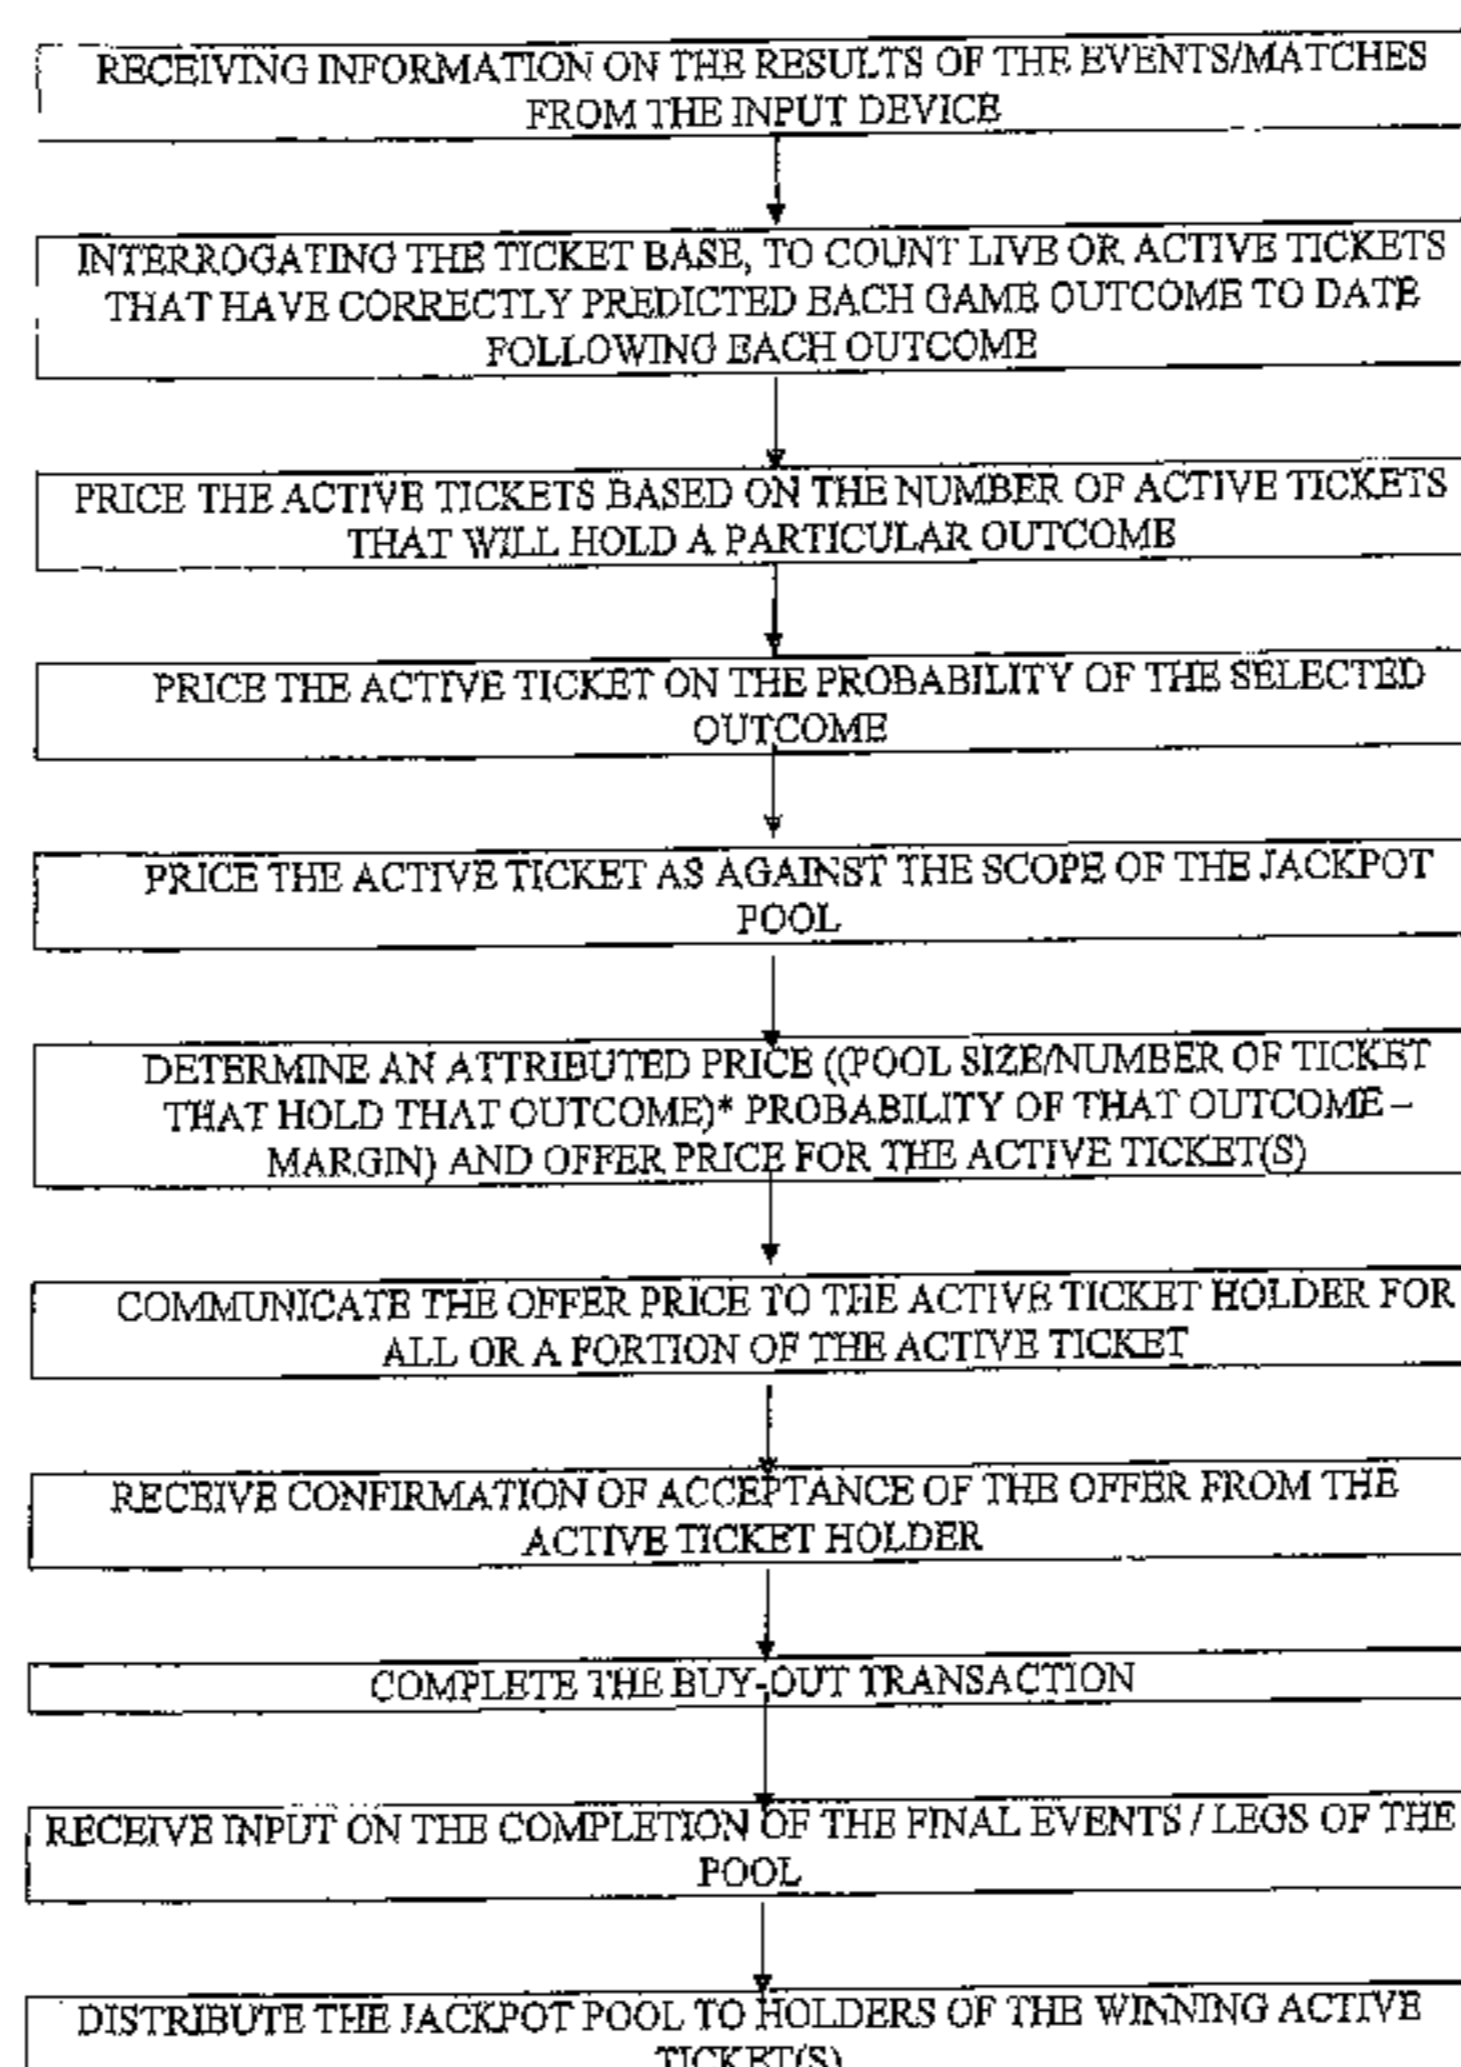 RECEIVING INFORMATION ON THE RESULTS OF THE EVENTS/MATCHES
FROM THE INPUT DEVICE
INTERROGATING THE TICKET BASE, TO COUNT LIVE OR ACTIVE TICKETS
THAT HAVE CORRECTLY PREDICTED EACH GAME OUTCOME TO DATE
FOLLOWING EACH OUTCOME
PRICE THE ACTIVE TICKETS BASED ON THE NUMBER OF ACTIVE TICKETS
THAT WILL HOLD A PARTICULAR OUTCOME
PRICE THE ACTIVE TICKET ON THE PROBABILITY OF THE SELECTED
OUTCOME
PRICE THE ACTIVE TICKET AS AGAINST THE SCOPE OF THE JACKPOT
POOL
DETERMINE AN ATTRIBUTED PRICE ((POOL SIZE/NUMBER OF TICKET
THAT HOLD THAT OUTCOME)* PROBABILITY OF THAT OUTCOME –
MARGIN) AND OFFER PRICE FOR THE ACTIVE TICKET(S)
COMMUNICATE THE OFFER PRICE TO THE ACTIVE TICKET HOLDER FOR
ALL OR A PORTION OF THE ACTIVE TICKET
RECEIVE CONFIRMATION OF ACCEPTANCE OF THE OFFER FROM THE
ACTIVE TICKET HOLDER
COMPLETE THE BUY-OUT TRANSACTION
RECEIVE INPUT ON THE COMPLETION OF THE FINAL EVENTS / LEGS OF THE
POOL
DISTRIBUTE THE JACKPOT POOL TO HOLDERS OF THE WINNING ACTIVE
TICKET(S)